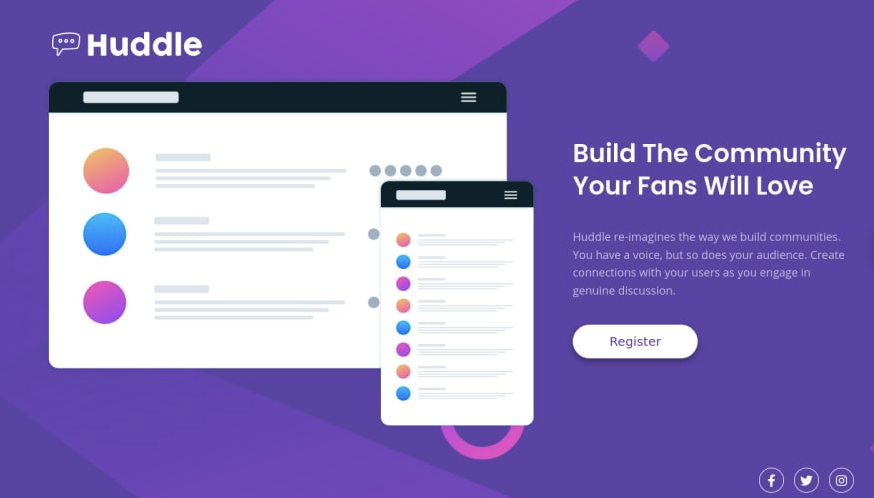 Huddle
Build The Community
Your Fans Will Love
Huddle re-imagines the way we build communities.
You have a voice, but so does your audience. Create
connections with your users as you engage in
genuine discussion.
Register